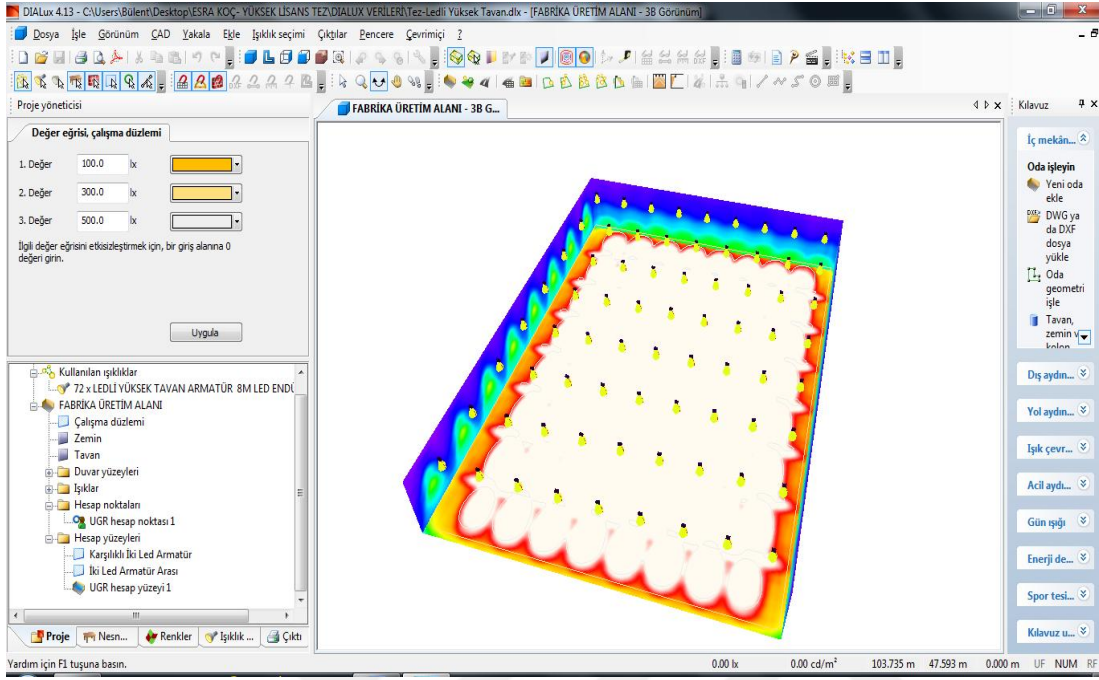 DIALux 4.13 - C:\Users\Bülent\Desktop\ESRA KOÇ- YÜKSEK LİSANS TEZ\DIALUX VERİLERİ\Tez-Ledli Yüksek Tavan.dlx - [FABRİKA ÜRETİM ALANI - 3B Görünüm]
Dosya İşle Görünüm CAD Yakala Ekle Işıklık seçimi Çıktılar Pencere Çevrimiçi ?
Proje yöneticisi
FABRİKA ÜRETİM ALANI - 3B G...
Kılavuz
Değer eğrisi, çalışma düzlemi
1. Değer 100.0 lx
2. Değer 300.0 lx
3. Değer 500.0 lx
İlgili değer eğrisini etkisizleştirmek için, bir giriş alanına 0
değeri girin.
Uygula
Kullanılan ışıklıklar
72 x LEDLİ YÜKSEK TAVAN ARMATÜR 8M LED ENDÜ
FABRİKA ÜRETİM ALANI
Çalışma düzlemi
Zemin
Tavan
Duvar yüzeyleri
Işıklar
Hesap noktaları
UGR hesap noktası 1
Hesap yüzeyleri
Karşılıklı İki Led Armatür
İki Led Armatür Arası
UGR hesap yüzeyi 1
Proje Nesn... Renkler Işıklık ... Çıktı
İç mekân...
Oda işleyin
Yeni oda
ekle
DWG ya
da DXF
dosya
yükle
Oda
geometri
işle
Tavan,
zemin v
kolon
Dış aydın...
Yol aydın...
Işık çevr...
Acil aydı...
Gün ışığı
Enerji de...
Spor tesi...
Kılavuz u...
Yardım için F1 tuşuna basın.
0.00 lx 0.00 cd/m² 103.735 m 47.593 m 0.000 m UF NUM RF